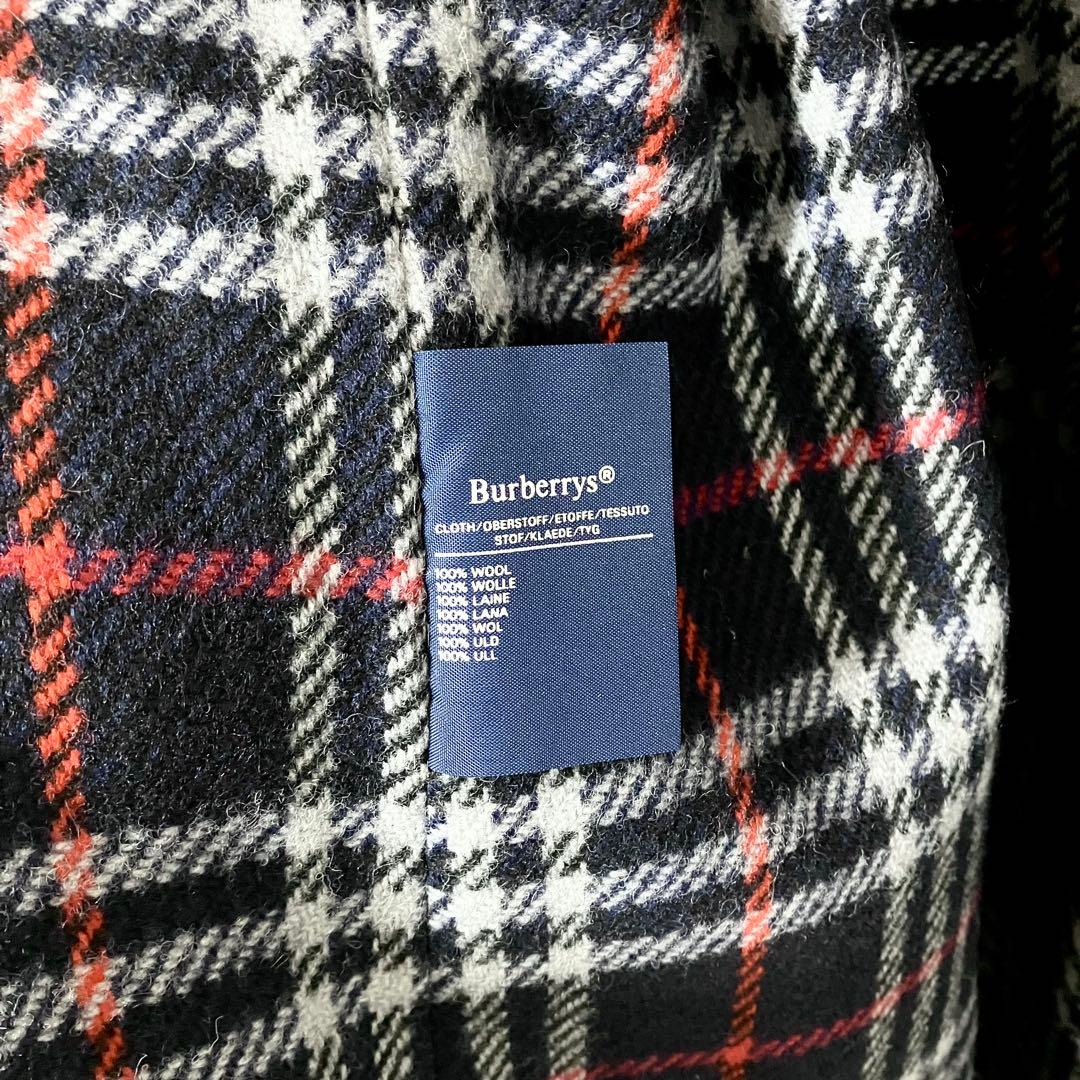 Burberrys®
CLOTH/OBERSTOFF/ETOFFE/TESSUTO
STOF/KLAEDE/TYG
100% WOOL
100% WOLLE
100% LAINE
100% LANA
100% WOL
100% ULD
100% ULL